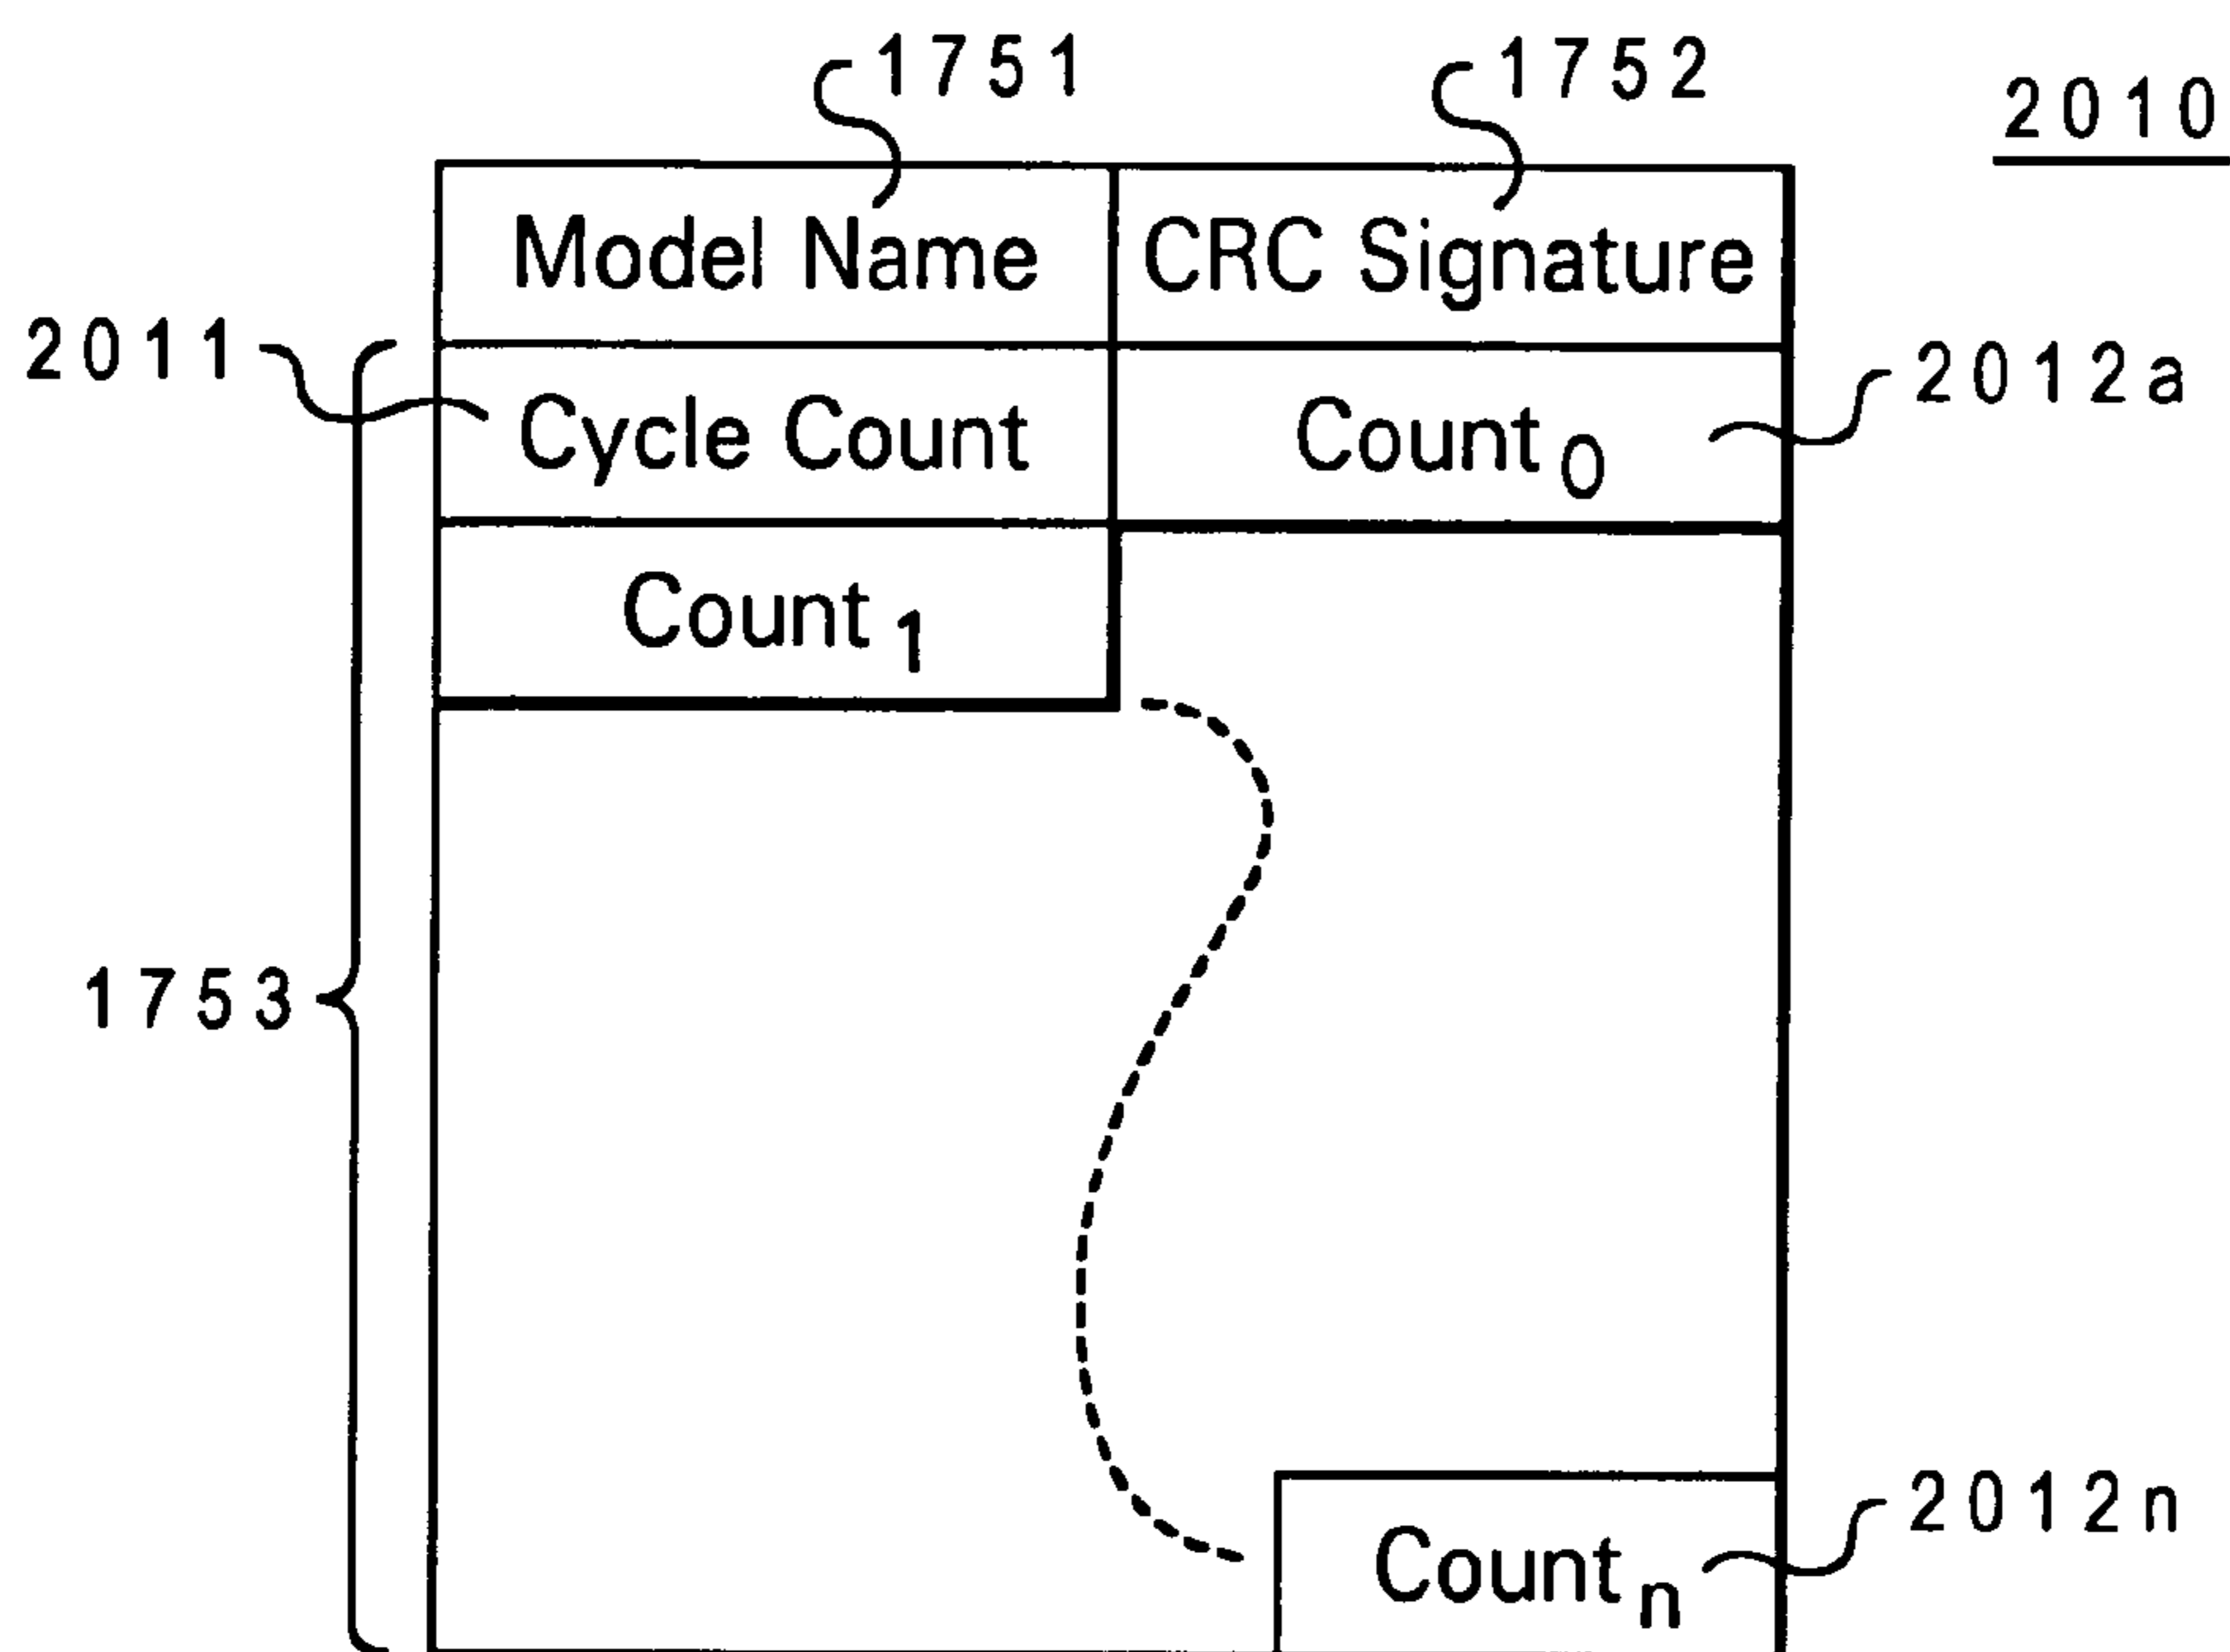 1751 1752
2010
Model Name CRC Signature
2011 Cycle Count Count0 2012a
Count1
1753
Countn 2012n